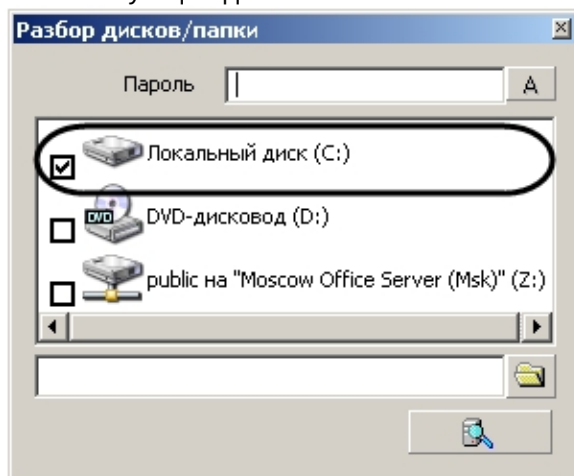 Разбор дисков/папки
Пароль
A
Локальный диск (C:)
DVD-дисковод (D:)
DVD
public на "Moscow Office Server (Msk)" (Z:)